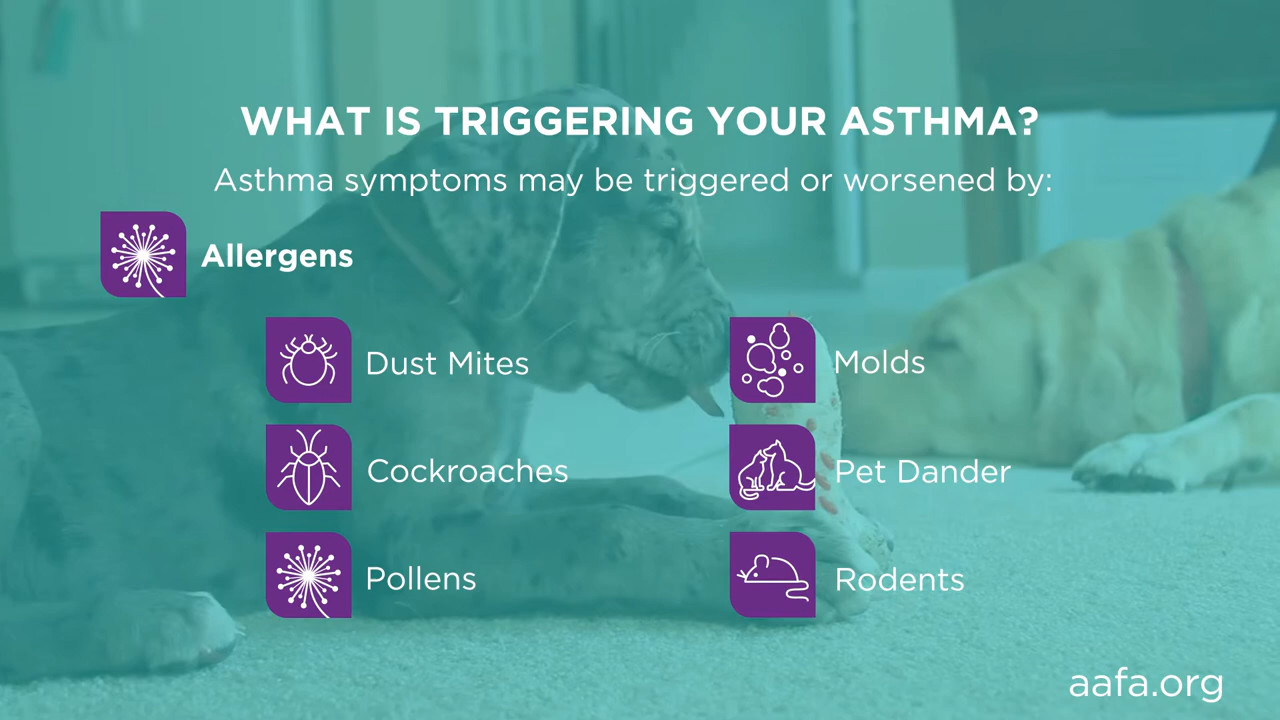 WHAT IS TRIGGERING YOUR ASTHMA?
Asthma symptoms may be triggered or worsened by:
Allergens
Dust Mites
Molds
Cockroaches
Pet Dander
Pollens
Rodents
aafa.org